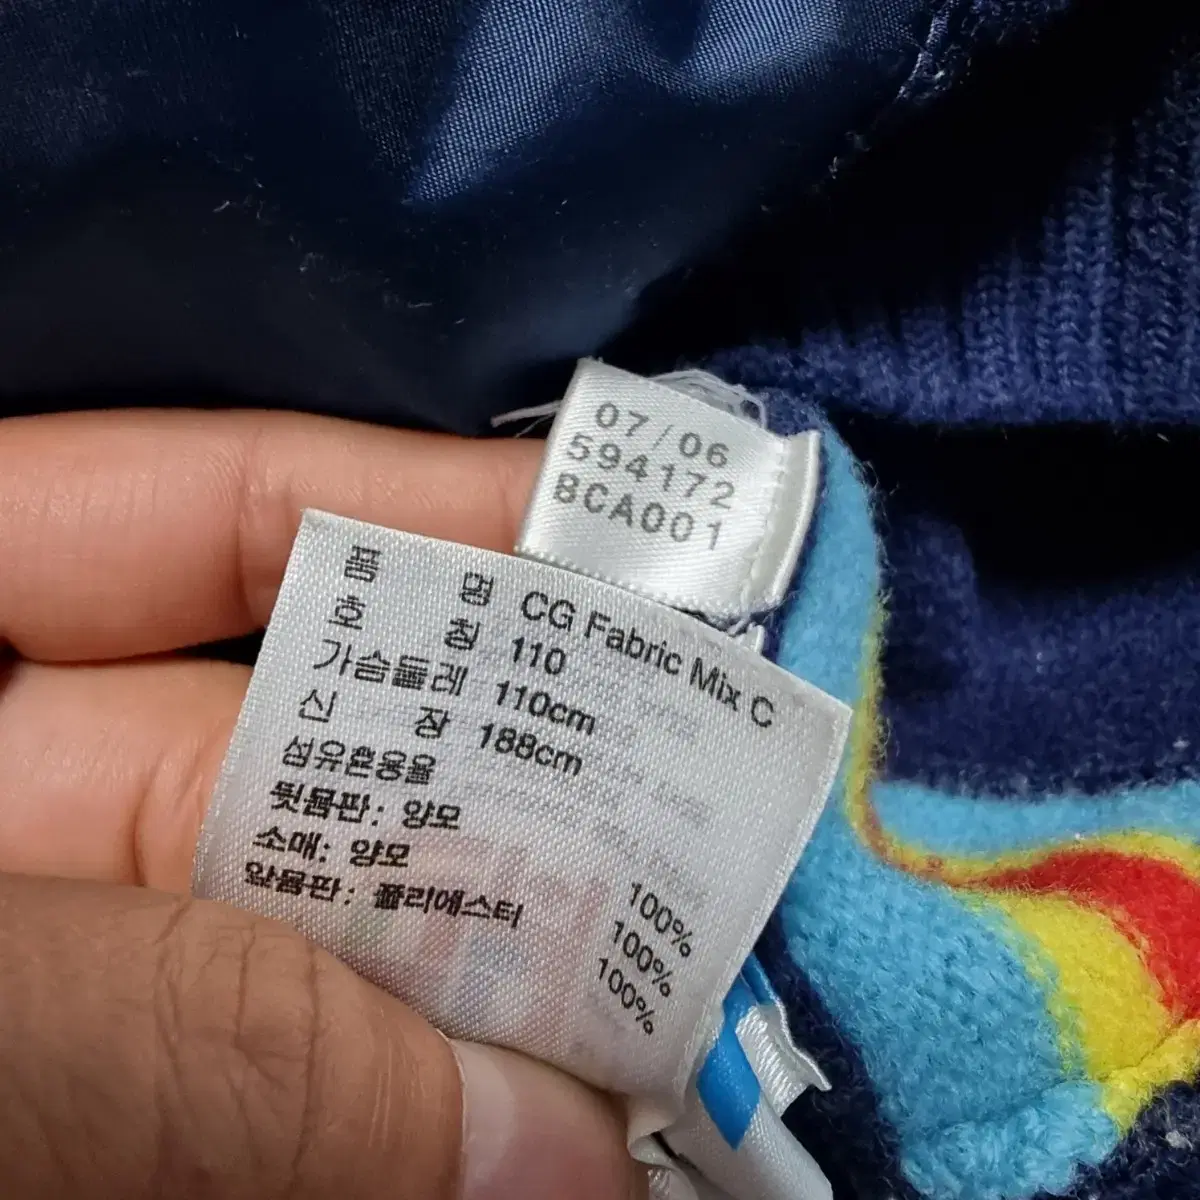 07/06
594172
8CA001
품 명 CG Fabric Mix C
호 칭 110
가슴둘레 110cm
신 장 188cm
섬유혼용율
뒷몸판: 양모 100%
소매: 양모 100%
앞몸판: 폴리에스터 100%